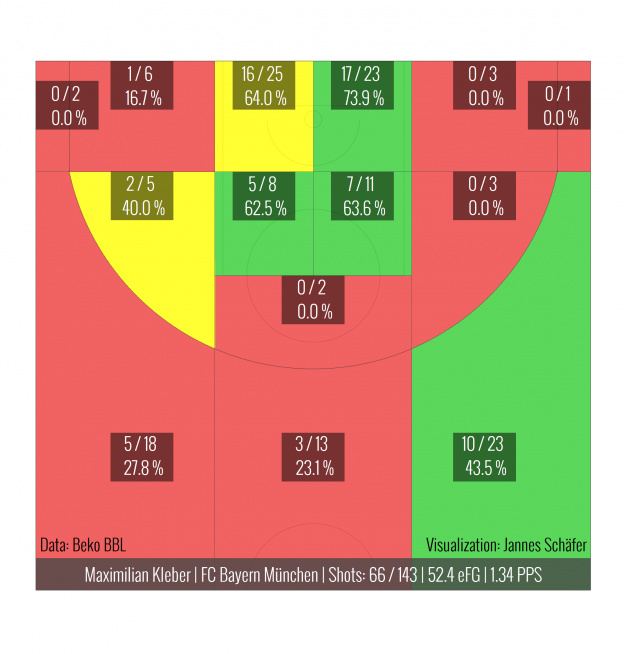 1 / 6
16.7 %
16 / 25
64.0 %
17 / 23
73.9 %
0 / 3
0.0 %
0 / 2
0.0 %
0 / 1
0.0 %
2 / 5
40.0 %
5 / 8
62.5 %
7 / 11
63.6 %
0 / 3
0.0 %
0 / 2
0.0 %
5 / 18
27.8 %
3 / 13
23.1 %
10 / 23
43.5 %
Data: Beko BBL
Visualization: Jannes Schäfer
Maximilian Kleber | FC Bayern München | Shots: 66 / 143 | 52.4 eFG | 1.34 PPS